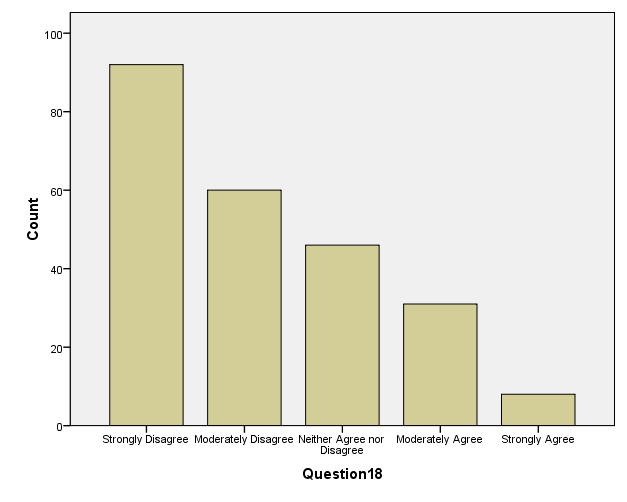 100
80
60
40
20
0
Count
Strongly Disagree
Moderately Disagree
Neither Agree nor
Disagree
Moderately Agree
Strongly Agree
Question18